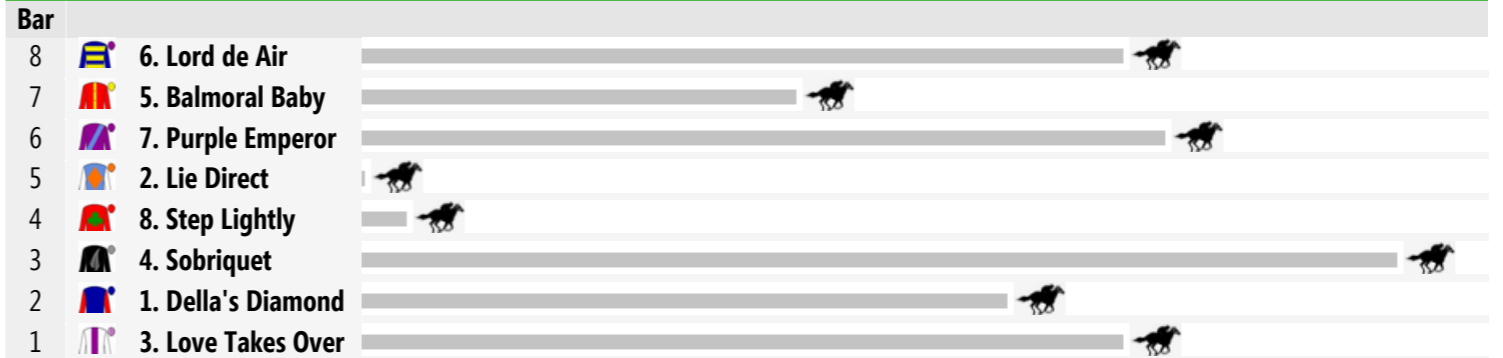 Bar
8 6. Lord de Air
7 5. Balmoral Baby
6 7. Purple Emperor
5 2. Lie Direct
4 8. Step Lightly
3 4. Sobriquet
2 1. Della's Diamond
1 3. Love Takes Over